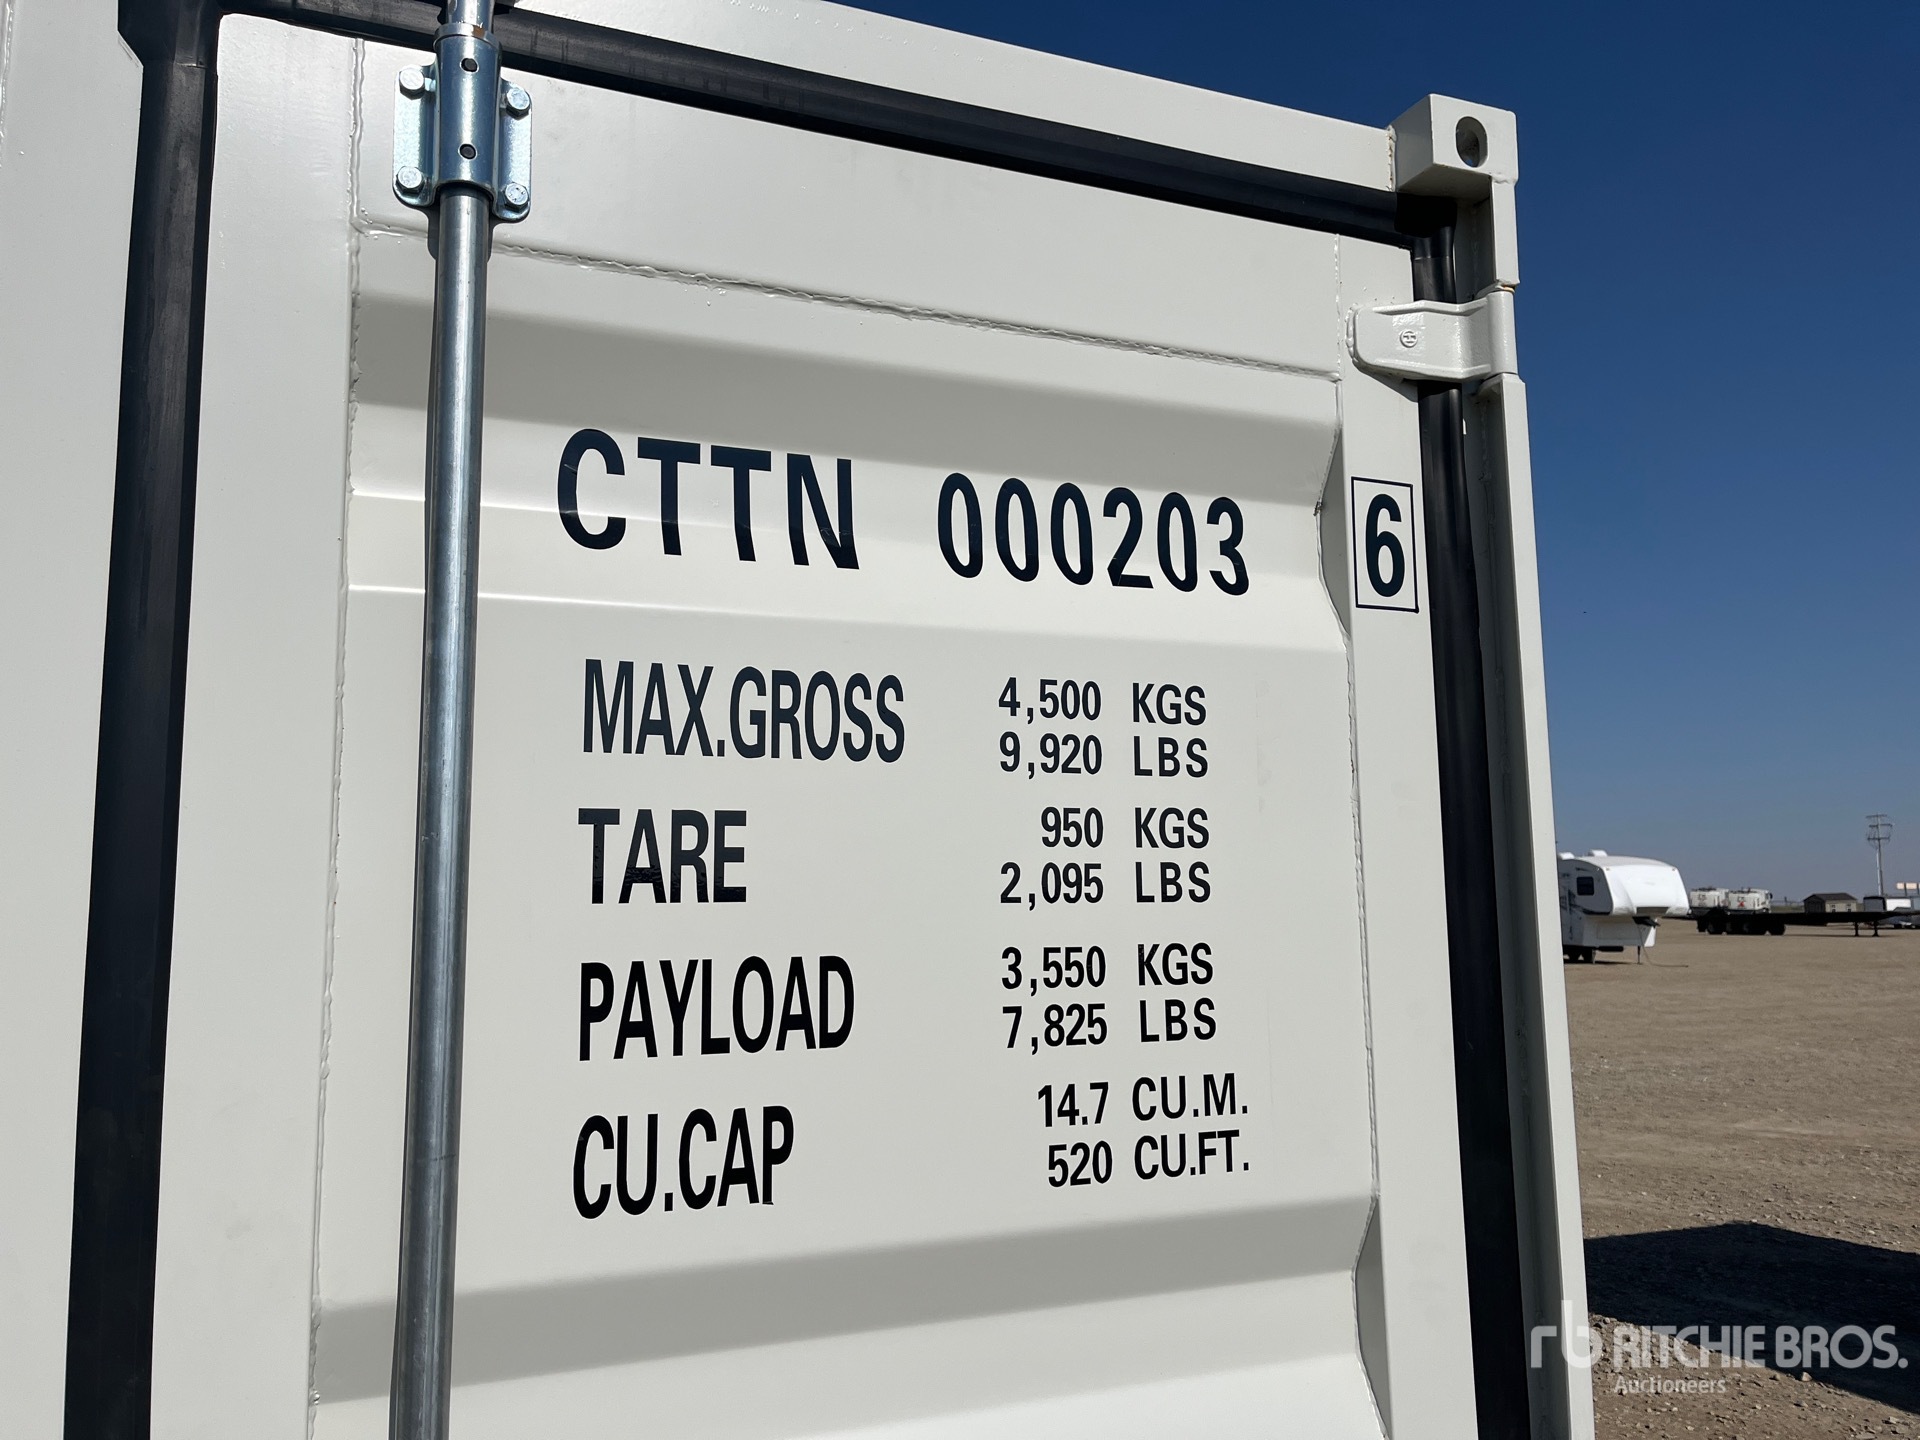 CTTN 000203 6
MAX.GROSS 4,500 KGS
9,920 LBS
TARE 950 KGS
2,095 LBS
PAYLOAD 3,550 KGS
7,825 LBS
CU.CAP 14.7 CU.M.
520 CU.FT.
rb RITCHIE BROS.
Auctioneers